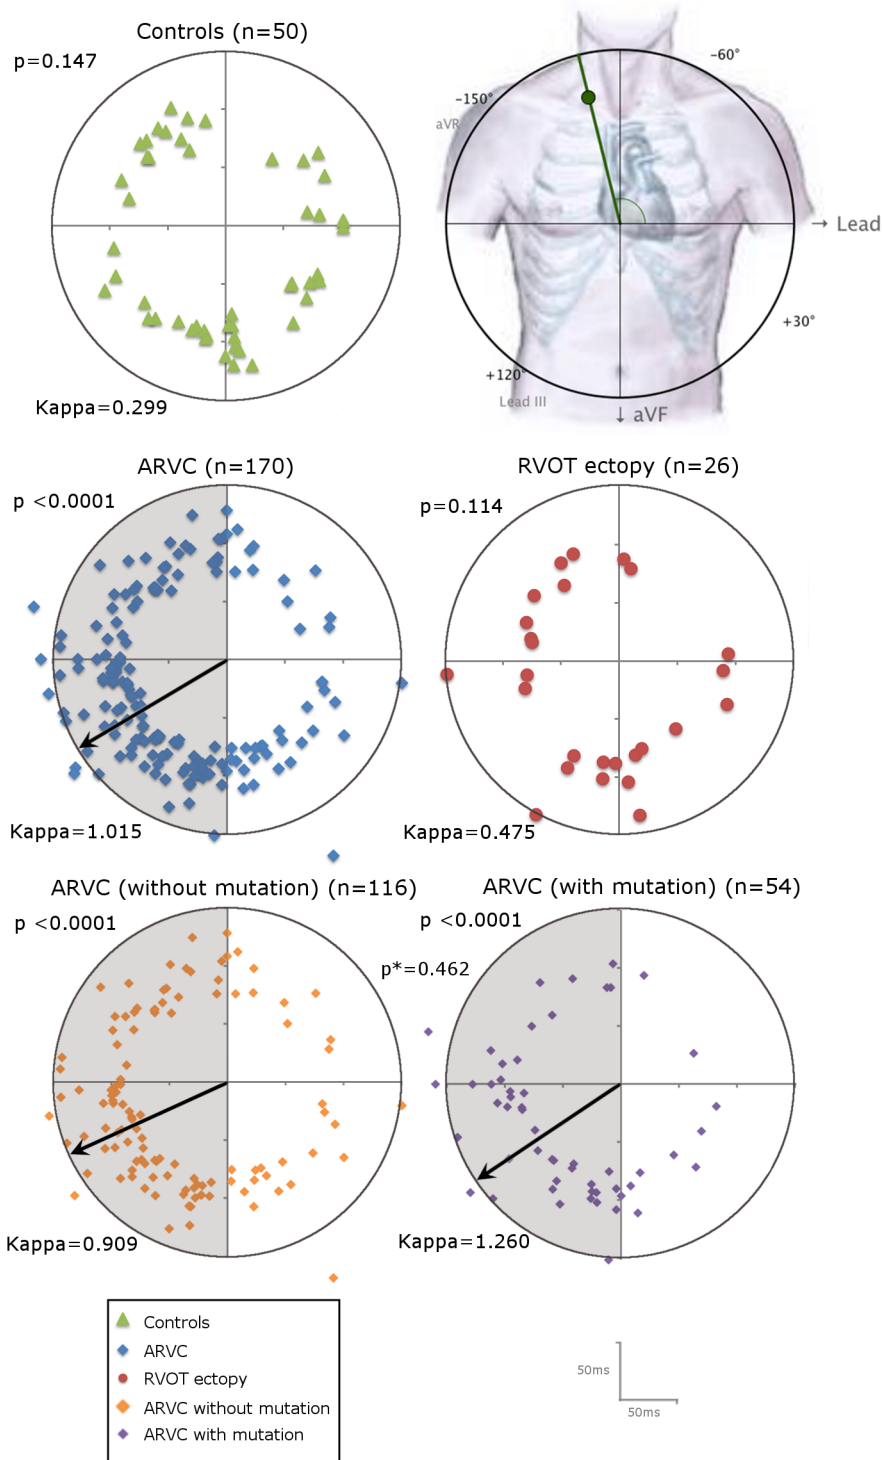 Controls (n=50)
p=0.147
Kappa=0.299
-60°
-150°
aVR
→ Lead
+30°
+120°
Lead III
↓ aVF
ARVC (n=170)
p <0.0001
Kappa=1.015
RVOT ectopy (n=26)
p=0.114
Kappa=0.475
ARVC (without mutation) (n=116)
p <0.0001
Kappa=0.909
ARVC (with mutation) (n=54)
p <0.0001
p*=0.462
Kappa=1.260
Controls
ARVC
RVOT ectopy
ARVC without mutation
ARVC with mutation
50ms
50ms